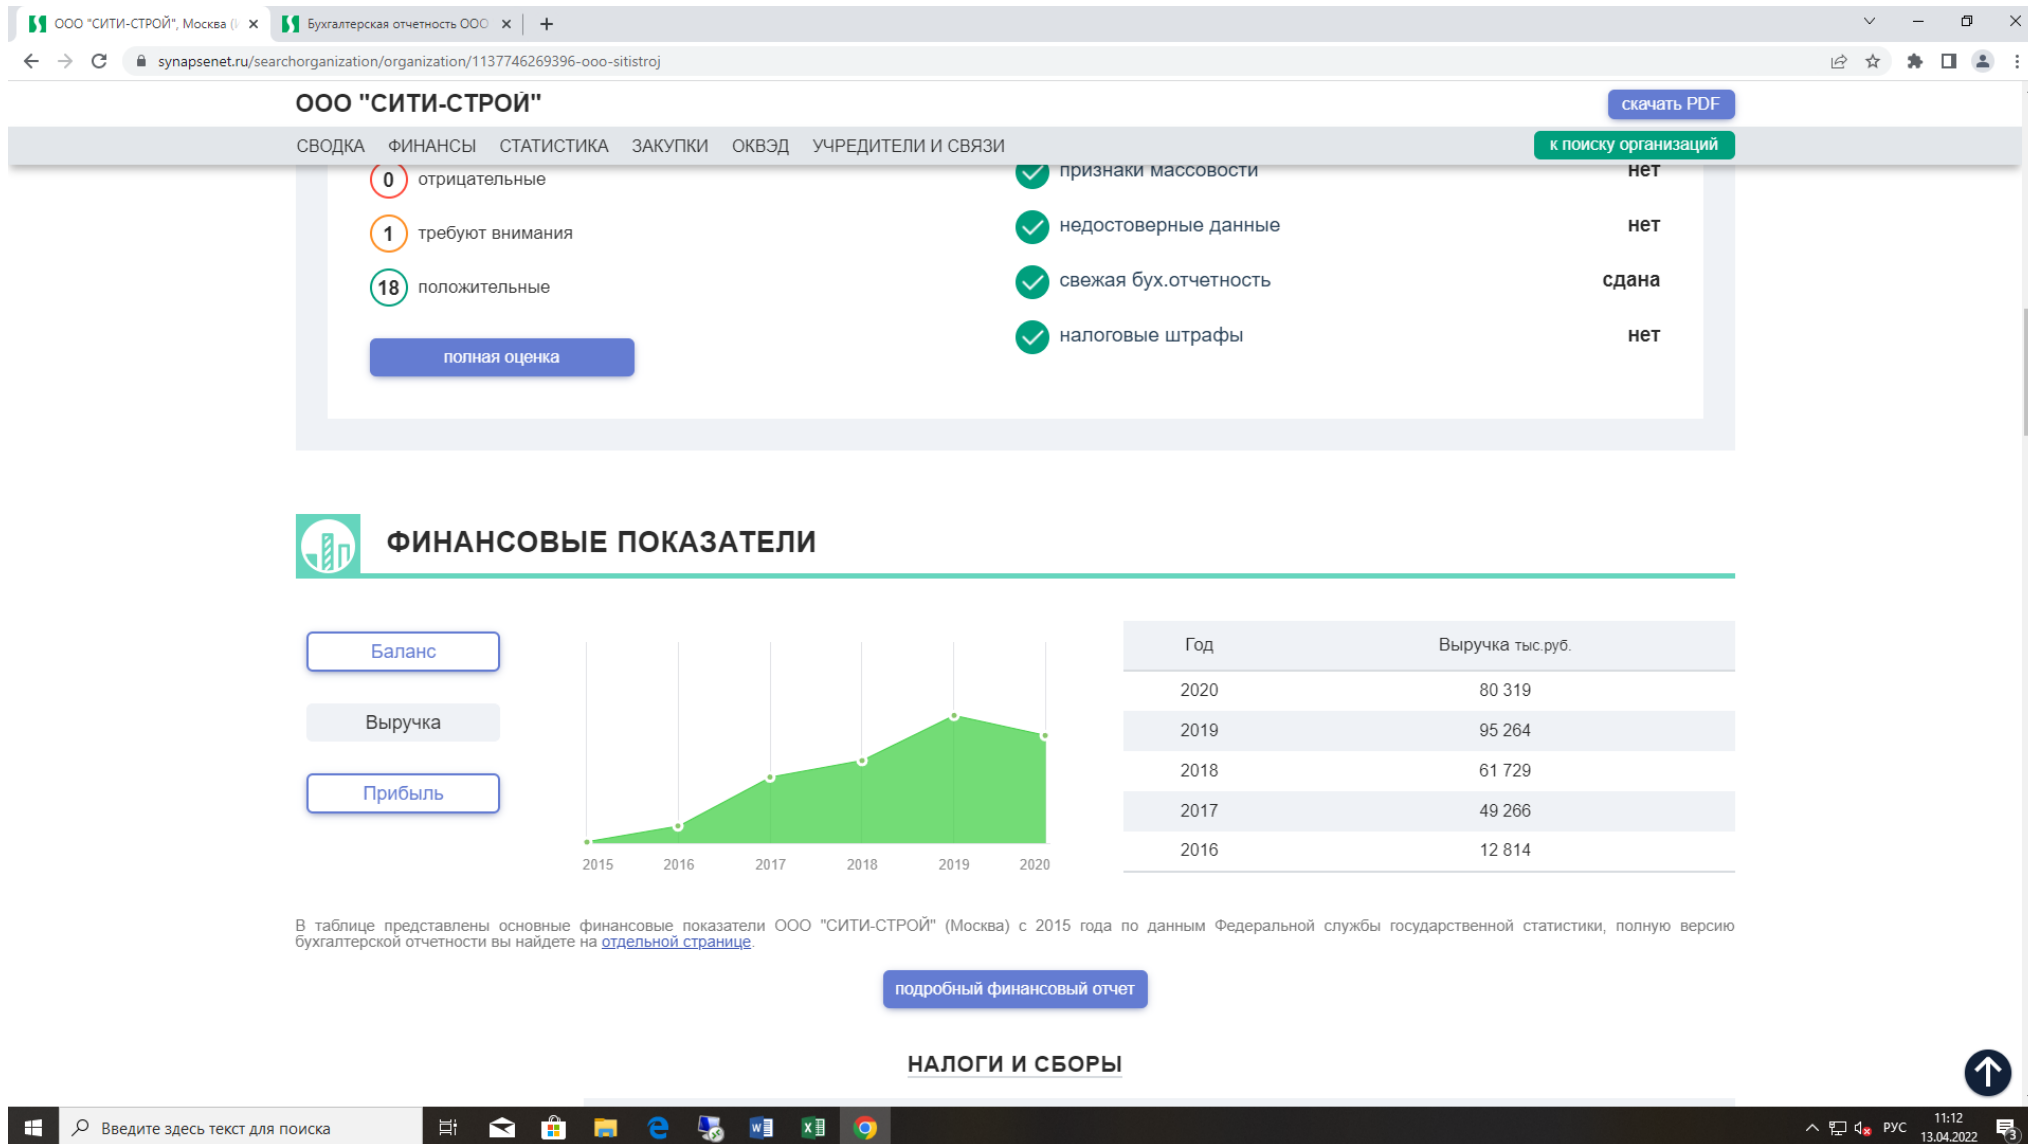 ООО "СИТИ-СТРОЙ", Москва (
Бухгалтерская отчетность ООО
synapsenet.ru/searchorganization/organization/1137746269396-ooo-sitistroj
ООО "СИТИ-СТРОЙ"
скачать PDF
СВОДКА ФИНАНСЫ СТАТИСТИКА ЗАКУПКИ ОКВЭД УЧРЕДИТЕЛИ И СВЯЗИ
к поиску организаций
0 отрицательные
признаки массовости нет
1 требуют внимания
недостоверные данные нет
18 положительные
свежая бух.отчетность сдана
налоговые штрафы нет
полная оценка
ФИНАНСОВЫЕ ПОКАЗАТЕЛИ
Баланс
Выручка
Прибыль
2015 2016 2017 2018 2019 2020
Год Выручка тыс.руб.
2020 80 319
2019 95 264
2018 61 729
2017 49 266
2016 12 814
В таблице представлены основные финансовые показатели ООО "СИТИ-СТРОЙ" (Москва) с 2015 года по данным Федеральной службы государственной статистики, полную версию
бухгалтерской отчетности вы найдете на отдельной странице.
подробный финансовый отчет
НАЛОГИ И СБОРЫ
Введите здесь текст для поиска
РУС
11:12
13.04.2022
3